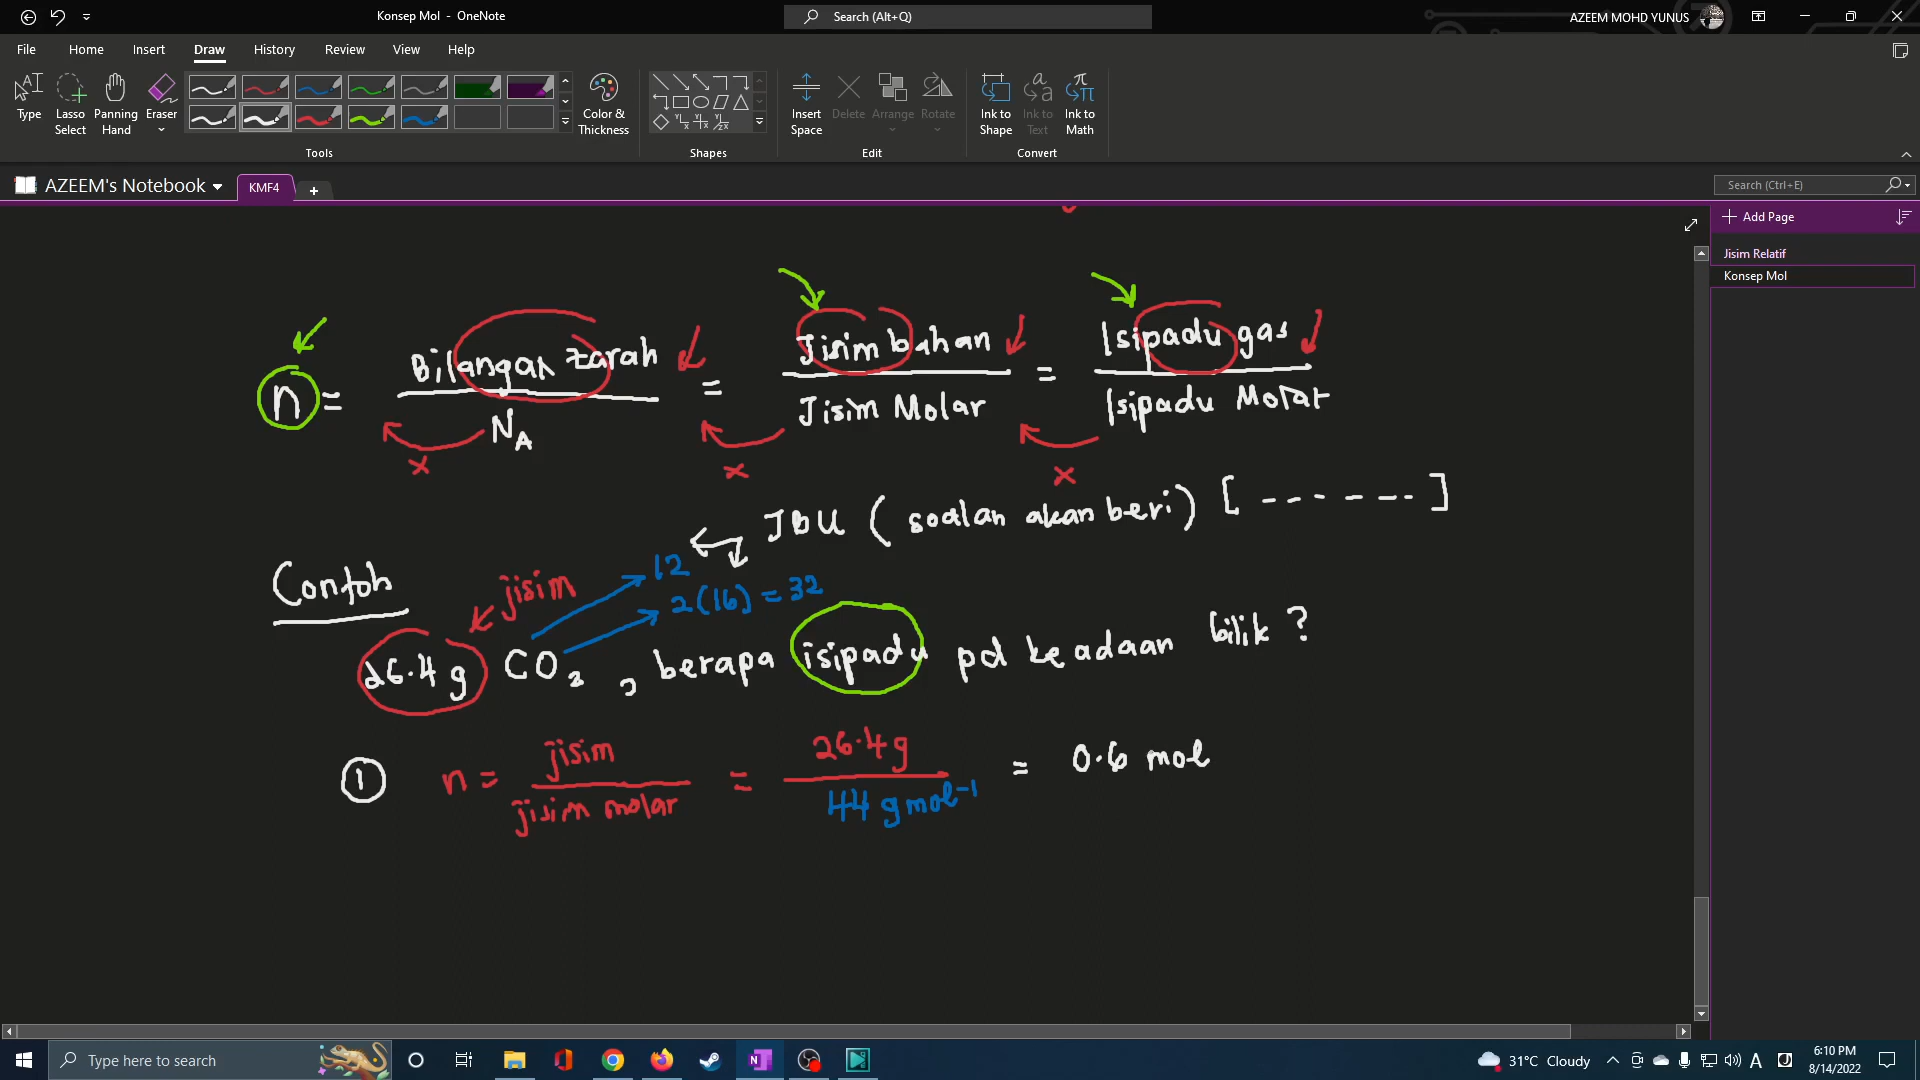 Konsep Mol - OneNote
Search (Alt+Q)
AZEEM MOHD YUNUS
File Home Insert Draw History Review View Help
Type
Lasso Select
Panning Hand
Eraser
Color & Thickness
Insert Space
Delete
Arrange
Rotate
Ink to Shape
Ink to Text
Ink to Math
Tools
Shapes
Edit
Convert
AZEEM's Notebook
KMF4
Search (Ctrl+E)
Add Page
Jisim Relatif
Konsep Mol
n = Bilangan zarah / NA = Jisim bahan / Jisim Molar = Isipadu gas / Isipadu Molar
x x x
JBU (soalan akan beri) [ ------ ]
Contoh
jisim
12
2(16) = 32
26.4 g CO2 , berapa isipadu pd keadaan bilik ?
1 n = jisim / jisim molar = 26.4 g / 44 g mol-1 = 0.6 mol
Type here to search
31°C Cloudy
A
6:10 PM
8/14/2022